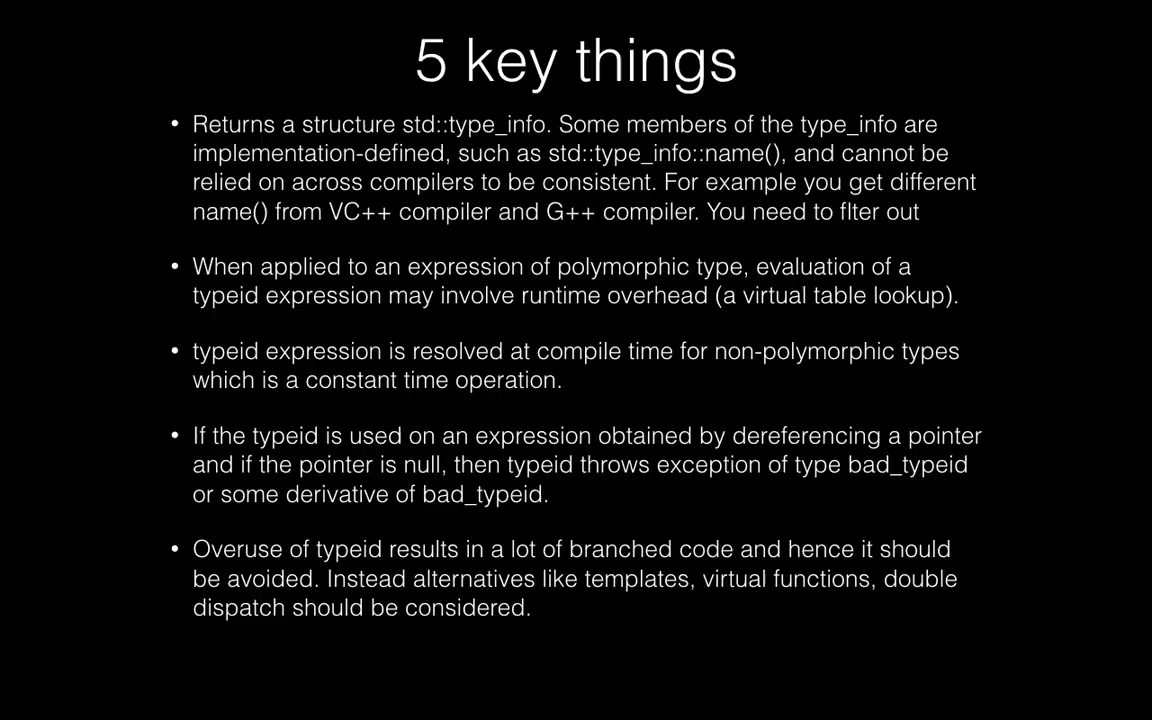 5 key things
• Returns a structure std::type_info. Some members of the type_info are
implementation-defined, such as std::type_info::name(), and cannot be
relied on across compilers to be consistent. For example you get different
name() from VC++ compiler and G++ compiler. You need to flter out
• When applied to an expression of polymorphic type, evaluation of a
typeid expression may involve runtime overhead (a virtual table lookup).
• typeid expression is resolved at compile time for non-polymorphic types
which is a constant time operation.
• If the typeid is used on an expression obtained by dereferencing a pointer
and if the pointer is null, then typeid throws exception of type bad_typeid
or some derivative of bad_typeid.
• Overuse of typeid results in a lot of branched code and hence it should
be avoided. Instead alternatives like templates, virtual functions, double
dispatch should be considered.